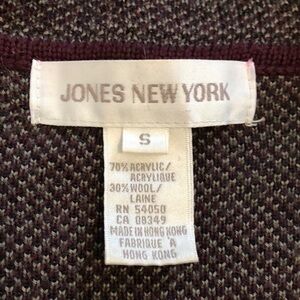 JONES NEW YORK
S
70% ACRYLIC/
ACRYLIQUE
30% WOOL/
LAINE
RN 54050
CA 08349
MADE IN HONG KONG
FABRIQUE 'A
HONG KONG